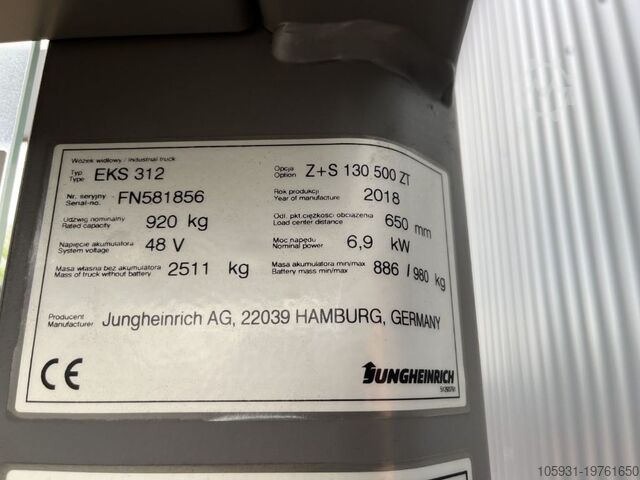 Wózek widłowy / Industrial truck
Typ
Type EKS 312
Opcja
Option Z+S 130 500 ZT
Nr. seryjny
Serial-no. FN581856
Rok produkcji
Year of manufacture 2018
Udźwig nominalny
Rated capacity 920 kg
Odl. pkt.ciężkości obciążenia
Load center distance 650 mm
Napięcie akumulatora
System voltage 48 V
Moc napędu
Nominal power 6,9 kW
Masa własna bez akumulatora
Mass of truck without battery 2511 kg
Masa akumulatora min/max
Battery mass min/max 886 / 980 kg
Producent
Manufacturer Jungheinrich AG, 22039 HAMBURG, GERMANY
CE
JUNGHEINRICH
105931-19761650